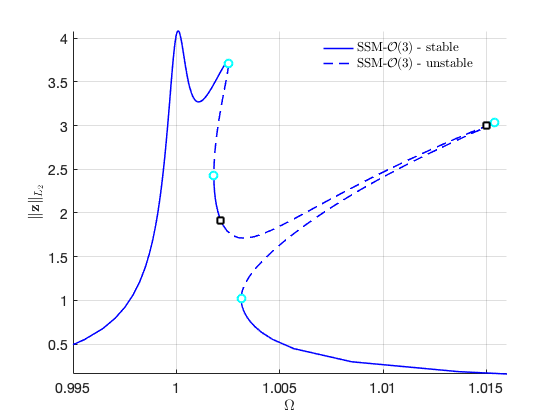 SSM-𝒪(3) - stable
SSM-𝒪(3) - unstable
4
3.5
3
2.5
2
1.5
1
0.5
‖z‖_{L_2}
0.995 1 1.005 1.01 1.015
Ω